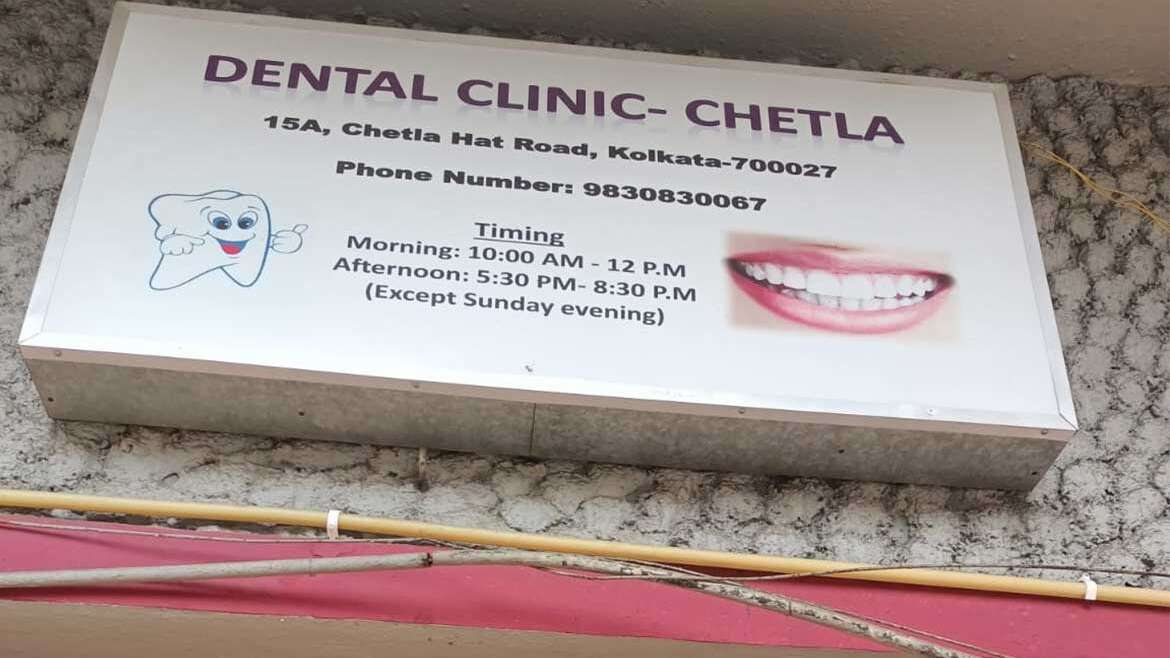 DENTAL CLINIC- CHETLA
15A, Chetla Hat Road, Kolkata-700027
Phone Number: 9830830067
Timing
Morning: 10:00 AM - 12 P.M
Afternoon: 5:30 PM- 8:30 P.M
(Except Sunday evening)